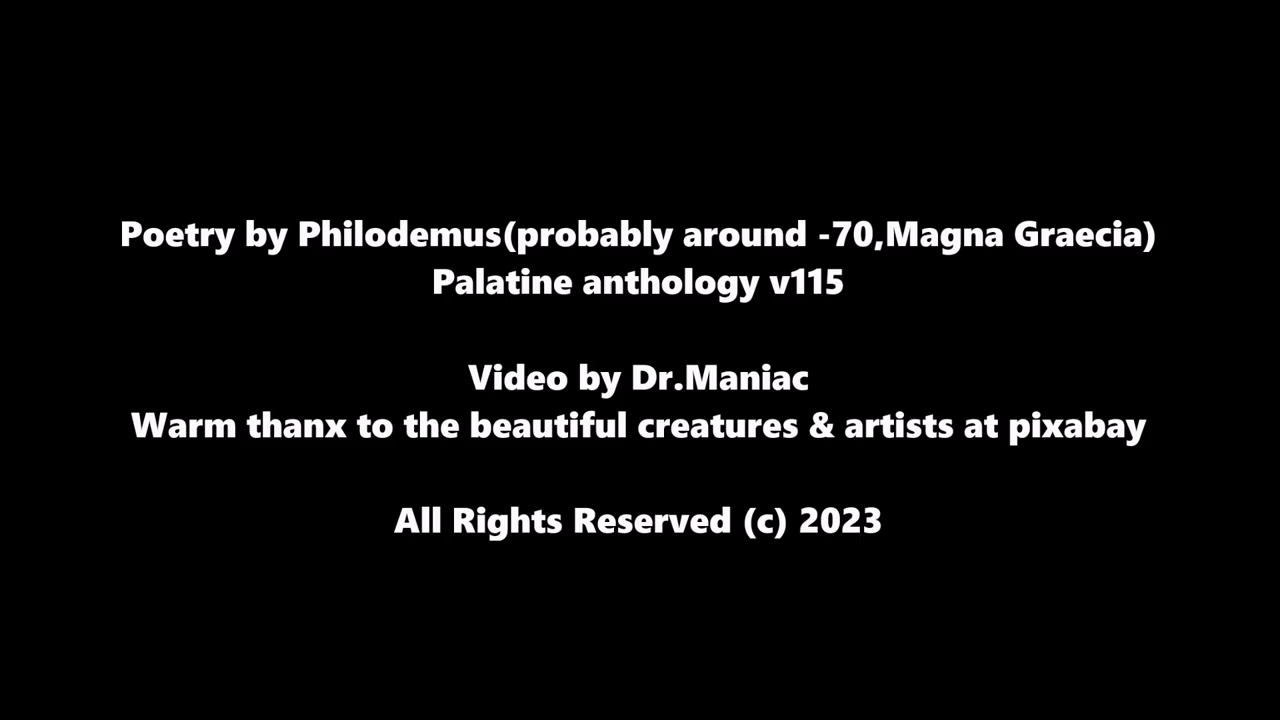 Poetry by Philodemus(probably around -70,Magna Graecia)
Palatine anthology v115
Video by Dr.Maniac
Warm thanx to the beautiful creatures & artists at pixabay
All Rights Reserved (c) 2023